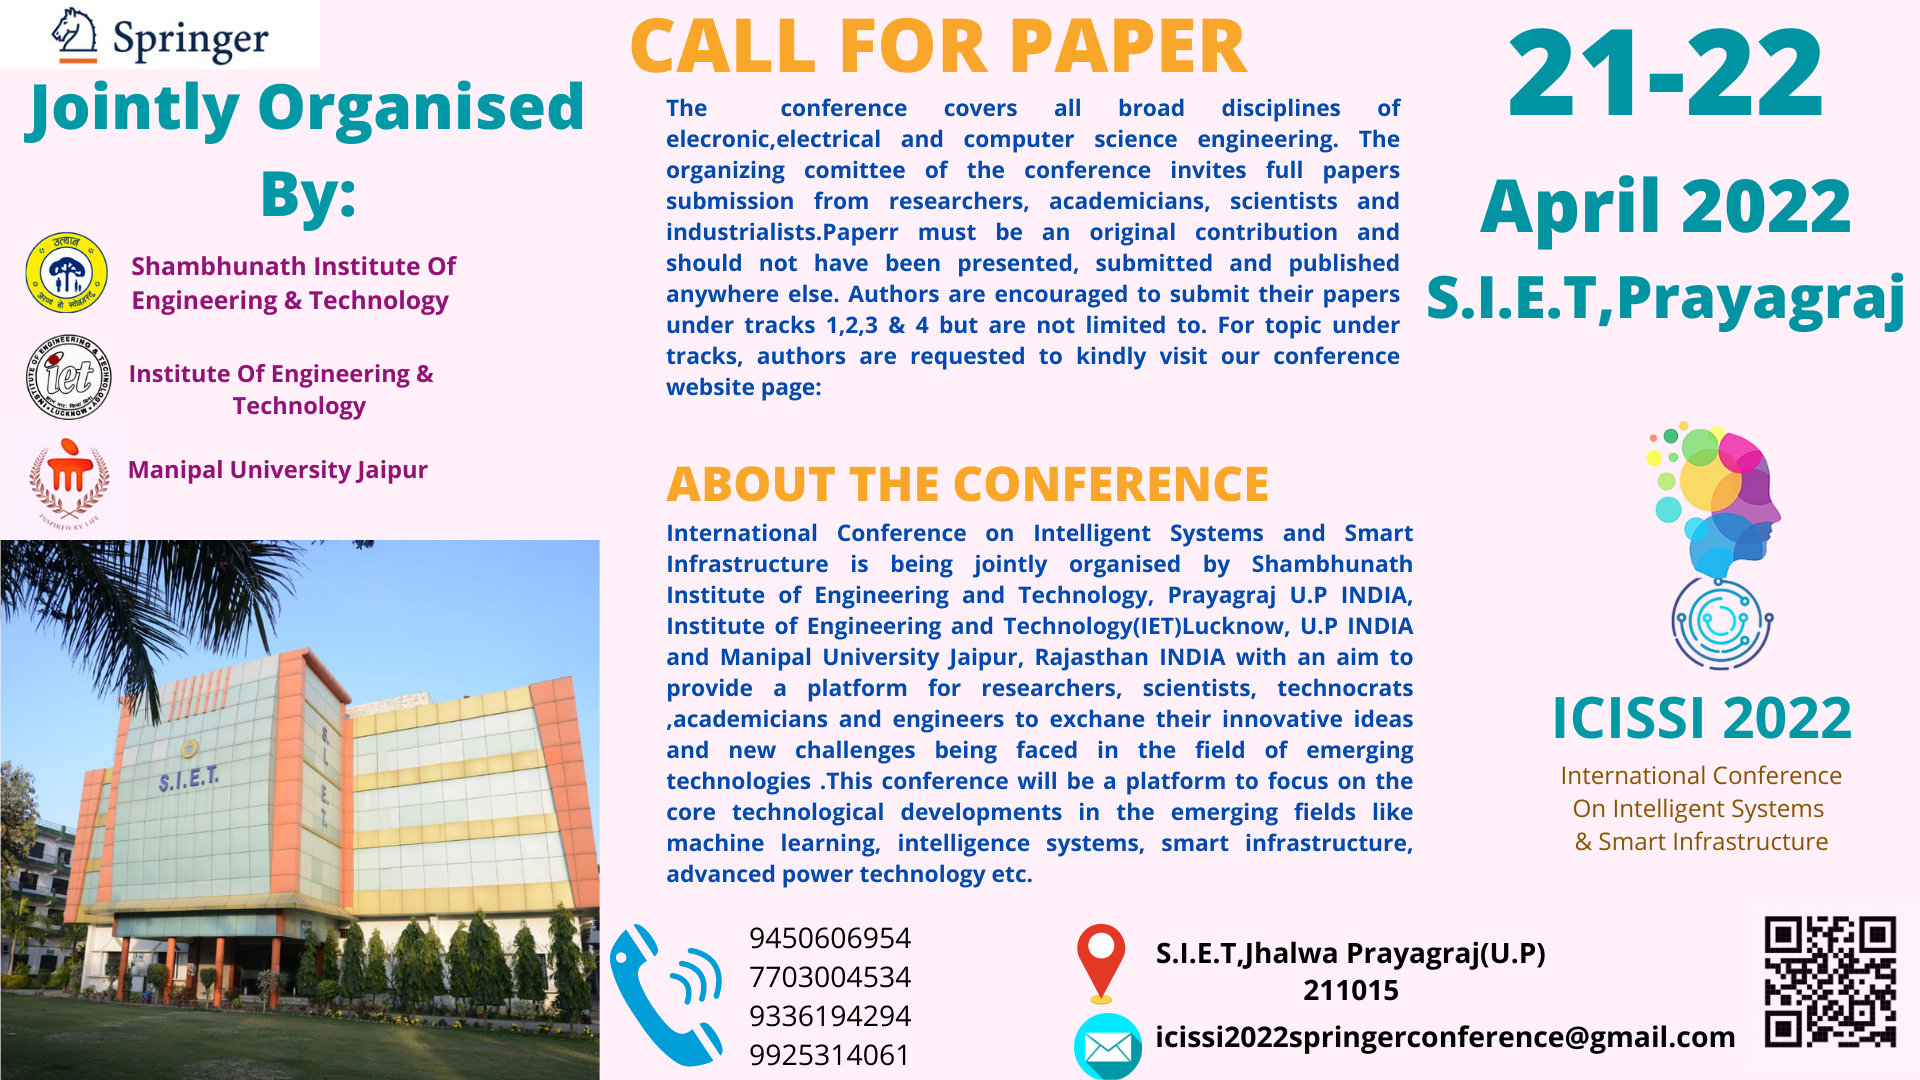 Springer
Jointly Organised
By:
उत्थान
Shambhunath Institute Of
Engineering & Technology
INSTITUTE OF ENGINEERING & TECHNOLOGY
iet
LUCKNOW
Institute Of Engineering &
Technology
Manipal University Jaipur
INSPIRED BY LIFE
S.I.E.T.
S.I.E.T.
CALL FOR PAPER
The conference covers all broad disciplines of
elecronic,electrical and computer science engineering. The
organizing comittee of the conference invites full papers
submission from researchers, academicians, scientists and
industrialists.Paperr must be an original contribution and
should not have been presented, submitted and published
anywhere else. Authors are encouraged to submit their papers
under tracks 1,2,3 & 4 but are not limited to. For topic under
tracks, authors are requested to kindly visit our conference
website page:
ABOUT THE CONFERENCE
International Conference on Intelligent Systems and Smart
Infrastructure is being jointly organised by Shambhunath
Institute of Engineering and Technology, Prayagraj U.P INDIA,
Institute of Engineering and Technology(IET)Lucknow, U.P INDIA
and Manipal University Jaipur, Rajasthan INDIA with an aim to
provide a platform for researchers, scientists, technocrats
,academicians and engineers to exchane their innovative ideas
and new challenges being faced in the field of emerging
technologies .This conference will be a platform to focus on the
core technological developments in the emerging fields like
machine learning, intelligence systems, smart infrastructure,
advanced power technology etc.
9450606954
7703004534
9336194294
9925314061
S.I.E.T,Jhalwa Prayagraj(U.P)
211015
icissi2022springerconference@gmail.com
21-22
April 2022
S.I.E.T,Prayagraj
ICISSI 2022
International Conference
On Intelligent Systems
& Smart Infrastructure